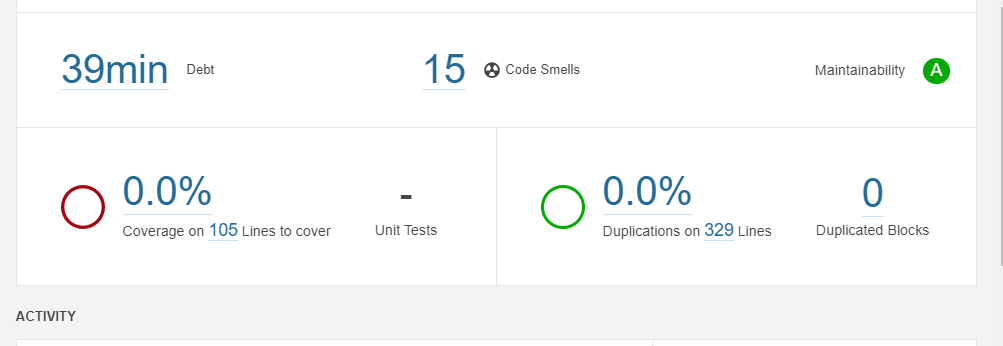 39min Debt 15 Code Smells Maintainability A
0.0% - 0.0% 0
Coverage on 105 Lines to cover Unit Tests Duplications on 329 Lines Duplicated Blocks
ACTIVITY